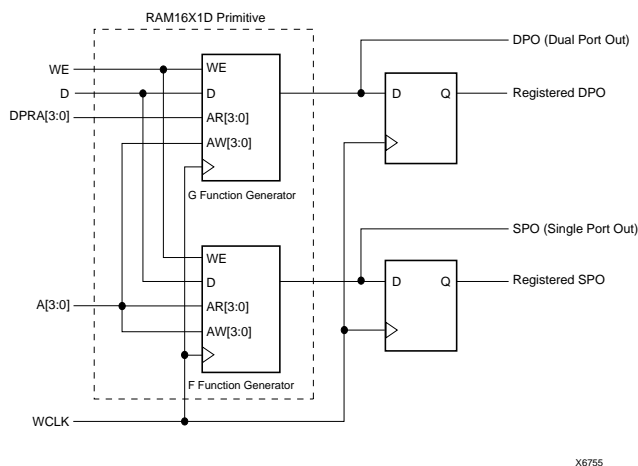 RAM16X1D Primitive
DPO (Dual Port Out)
WE
WE
D
D
D
Q
Registered DPO
DPRA[3:0]
AR[3:0]
AW[3:0]
G Function Generator
SPO (Single Port Out)
WE
D
D
Q
Registered SPO
A[3:0]
AR[3:0]
AW[3:0]
F Function Generator
WCLK
X6755